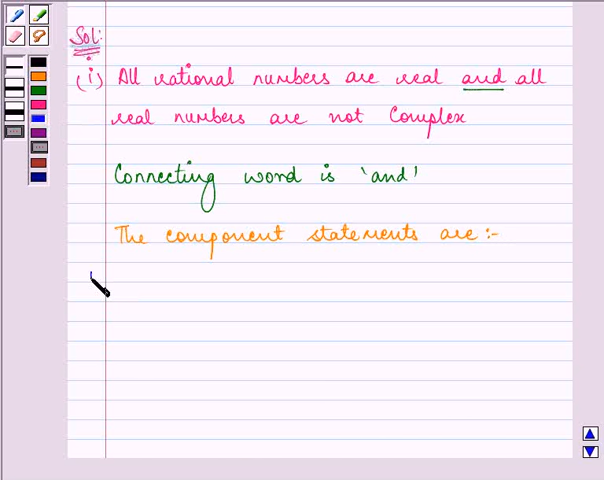 Sol:
(i) All rational numbers are real and all
real numbers are not Complex
Connecting word is 'and'
The component statements are :-